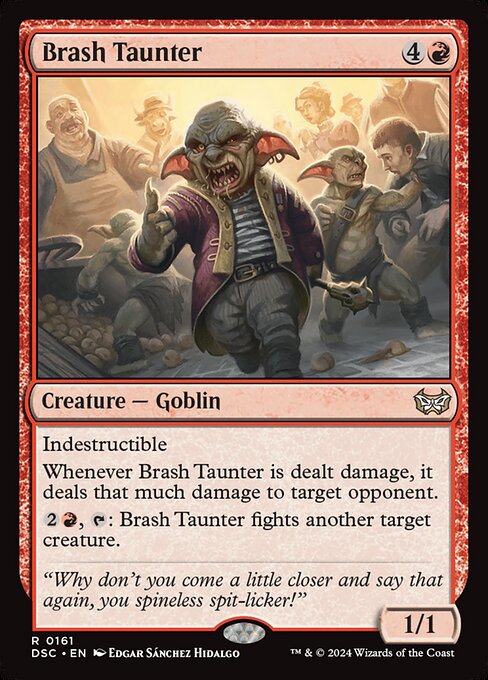 Brash Taunter 4
Creature — Goblin
Indestructible
Whenever Brash Taunter is dealt damage, it
deals that much damage to target opponent.
2, : Brash Taunter fights another target
creature.
“Why don’t you come a little closer and say that
again, you spineless spit-licker!”
1/1
R 0161
DSC • EN Edgar Sánchez Hidalgo ™ & © 2024 Wizards of the Coast